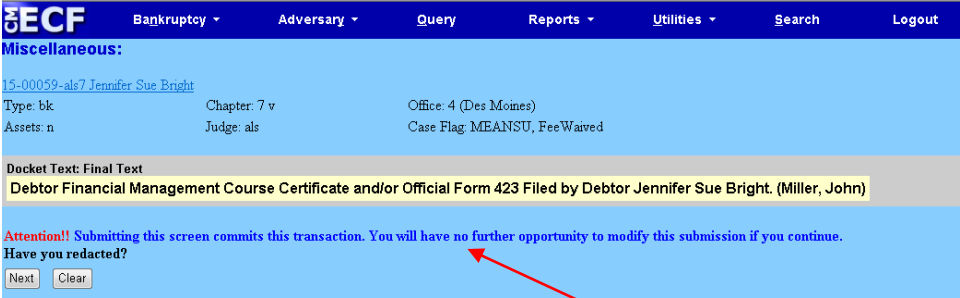 CM ECF Bankruptcy Adversary Query Reports Utilities Search Logout
Miscellaneous:
15-00059-als7 Jennifer Sue Bright
Type: bk Chapter: 7 v Office: 4 (Des Moines)
Assets: n Judge: als Case Flag: MEANSU, FeeWaived
Docket Text: Final Text
Debtor Financial Management Course Certificate and/or Official Form 423 Filed by Debtor Jennifer Sue Bright. (Miller, John)
Attention!! Submitting this screen commits this transaction. You will have no further opportunity to modify this submission if you continue.
Have you redacted?
Next Clear